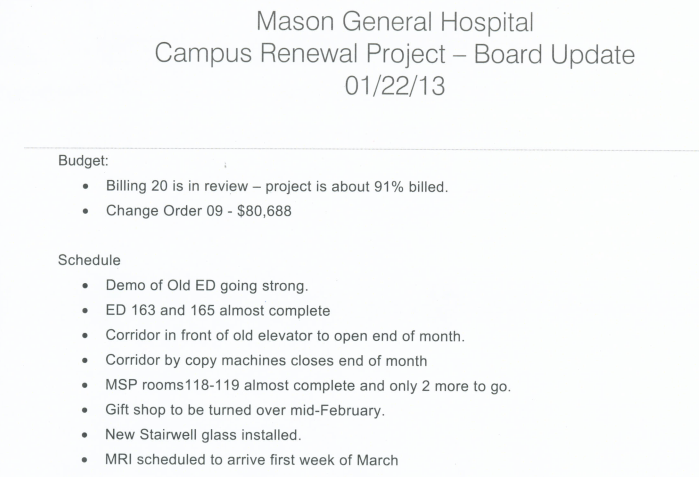 Mason General Hospital
Campus Renewal Project – Board Update
01/22/13
Budget:
• Billing 20 is in review – project is about 91% billed.
• Change Order 09 - $80,688
Schedule
• Demo of Old ED going strong.
• ED 163 and 165 almost complete
• Corridor in front of old elevator to open end of month.
• Corridor by copy machines closes end of month
• MSP rooms118-119 almost complete and only 2 more to go.
• Gift shop to be turned over mid-February.
• New Stairwell glass installed.
• MRI scheduled to arrive first week of March